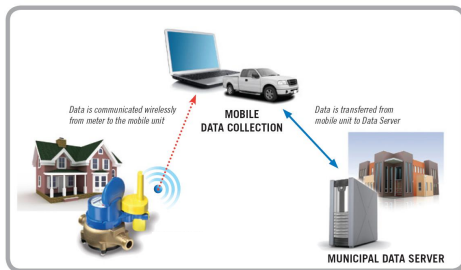 Data is communicated wirelessly
from meter to the mobile unit
MOBILE
DATA COLLECTION
Data is transferred from
mobile unit to Data Server
MUNICIPAL DATA SERVER